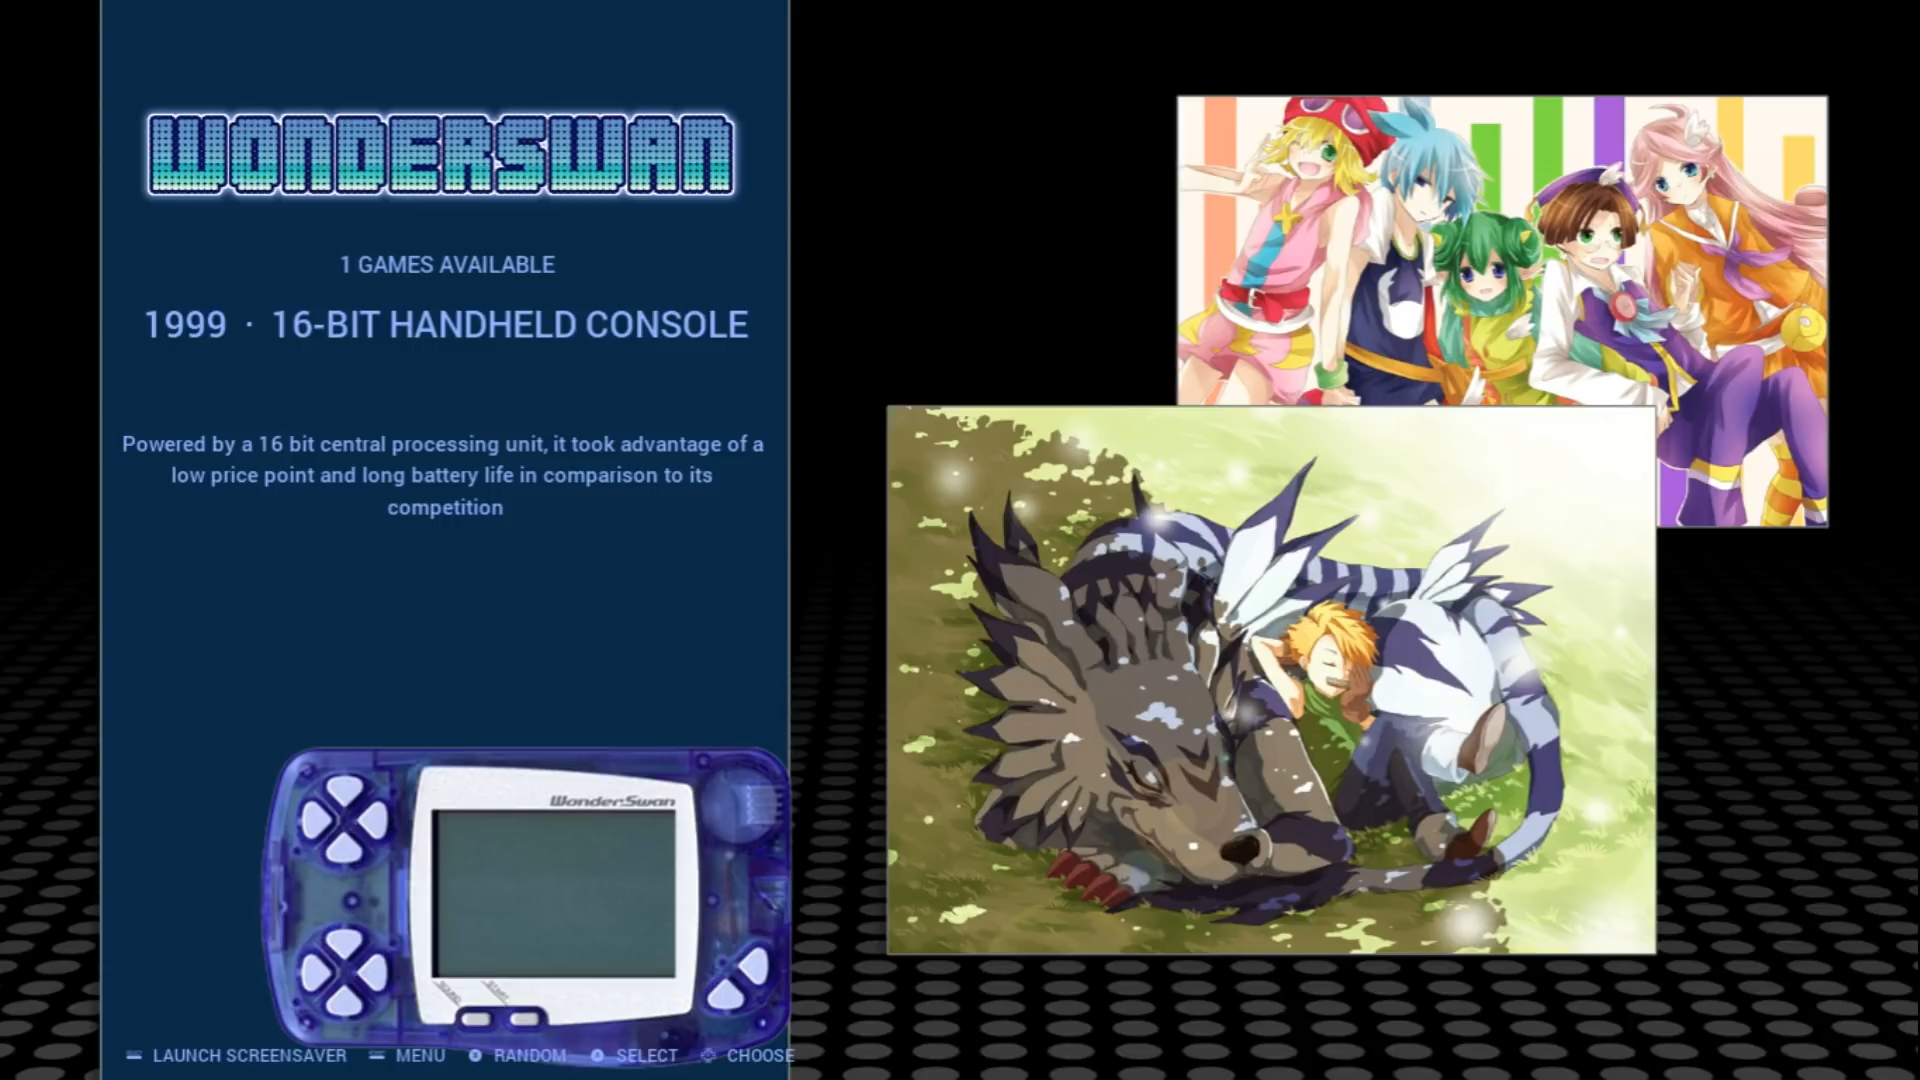 WONDERSWAN
1 GAMES AVAILABLE
1999 · 16-BIT HANDHELD CONSOLE
Powered by a 16 bit central processing unit, it took advantage of a
low price point and long battery life in comparison to its
competition
WonderSwan
SOUND
START
LAUNCH SCREENSAVER MENU RANDOM SELECT CHOOSE